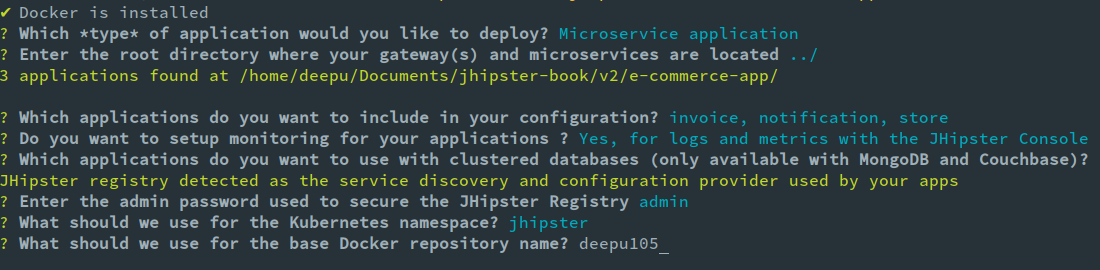 ✔ Docker is installed
? Which *type* of application would you like to deploy? Microservice application
? Enter the root directory where your gateway(s) and microservices are located ../
3 applications found at /home/deepu/Documents/jhipster-book/v2/e-commerce-app/
? Which applications do you want to include in your configuration? invoice, notification, store
? Do you want to setup monitoring for your applications ? Yes, for logs and metrics with the JHipster Console
? Which applications do you want to use with clustered databases (only available with MongoDB and Couchbase)?
JHipster registry detected as the service discovery and configuration provider used by your apps
? Enter the admin password used to secure the JHipster Registry admin
? What should we use for the Kubernetes namespace? jhipster
? What should we use for the base Docker repository name? deepu105_